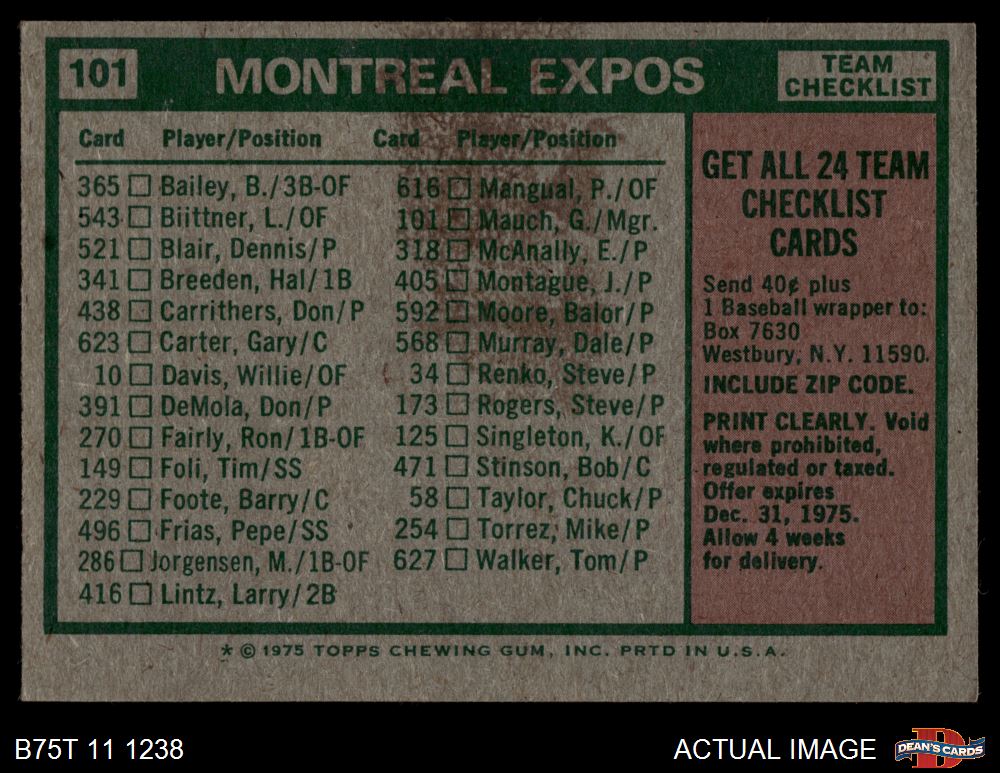 101
MONTREAL EXPOS
TEAM
CHECKLIST
Card Player/Position Card Player/Position
365 Bailey, B./3B-OF
543 Biittner, L./OF
521 Blair, Dennis/P
341 Breeden, Hal/1B
438 Carrithers, Don/P
623 Carter, Gary/C
10 Davis, Willie/OF
391 DeMola, Don/P
270 Fairly, Ron/1B-OF
149 Foli, Tim/SS
229 Foote, Barry/C
496 Frias, Pepe/SS
286 Jorgensen, M./1B-OF
416 Lintz, Larry/2B
616 Mangual, P./OF
101 Mauch, G./Mgr.
318 McAnally, E./P
405 Montague, J./P
592 Moore, Balor/P
568 Murray, Dale/P
34 Renko, Steve/P
173 Rogers, Steve/P
125 Singleton, K./OF
471 Stinson, Bob/C
58 Taylor, Chuck/P
254 Torrez, Mike/P
627 Walker, Tom/P
GET ALL 24 TEAM
CHECKLIST
CARDS
Send 40¢ plus
1 Baseball wrapper to:
Box 7630
Westbury, N.Y. 11590.
INCLUDE ZIP CODE.
PRINT CLEARLY. Void
where prohibited,
regulated or taxed.
Offer expires
Dec. 31, 1975.
Allow 4 weeks
for delivery.
* © 1975 TOPPS CHEWING GUM, INC. PRTD IN U.S.A.
B75T 11 1238
ACTUAL IMAGE
D
DEAN'S CARDS